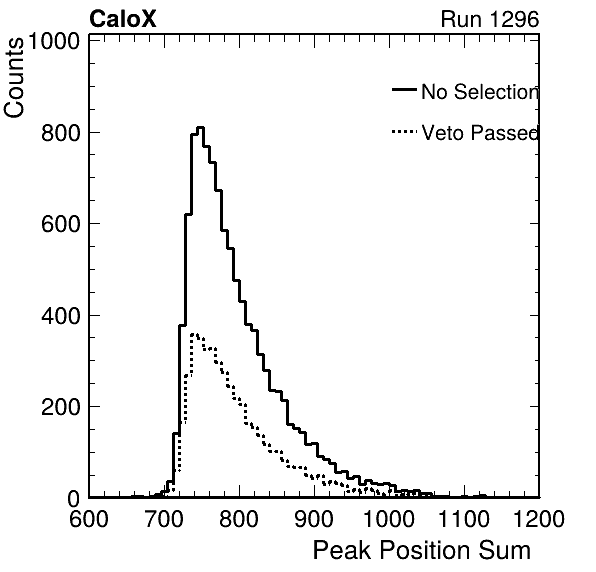 CaloX Run 1296
Counts
1000
800
600
400
200
0
No Selection
Veto Passed
600 700 800 900 1000 1100 1200
Peak Position Sum